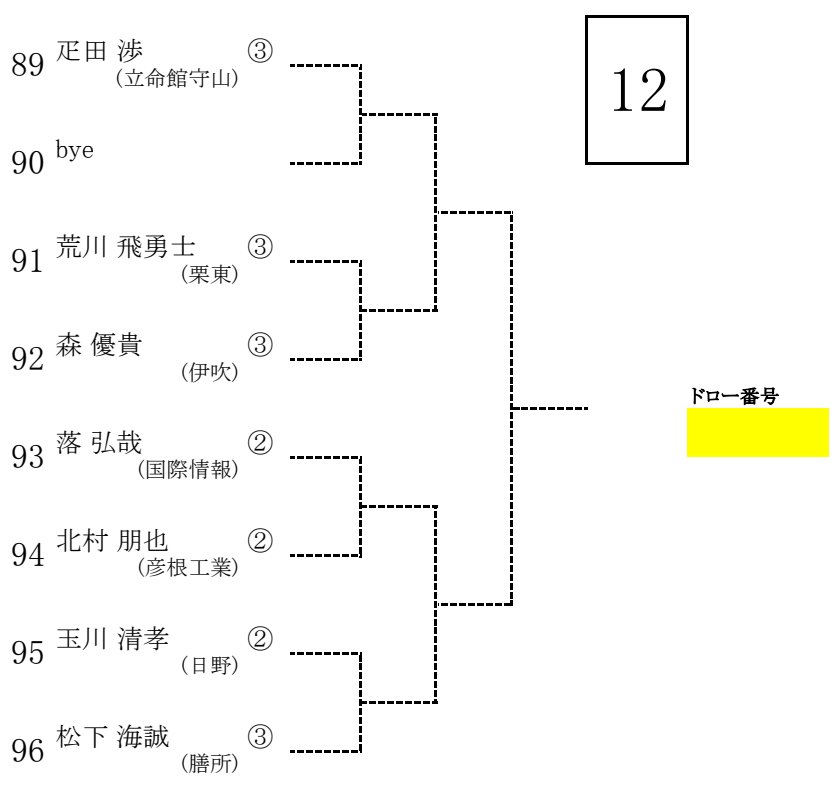 12
89 疋田 渉 ③
(立命館守山)
90 bye
91 荒川 飛勇士 ③
(栗東)
92 森 優貴 ③
(伊吹)
ドロー番号
93 落 弘哉 ②
(国際情報)
94 北村 朋也 ②
(彦根工業)
95 玉川 清孝 ②
(日野)
96 松下 海誠 ③
(膳所)